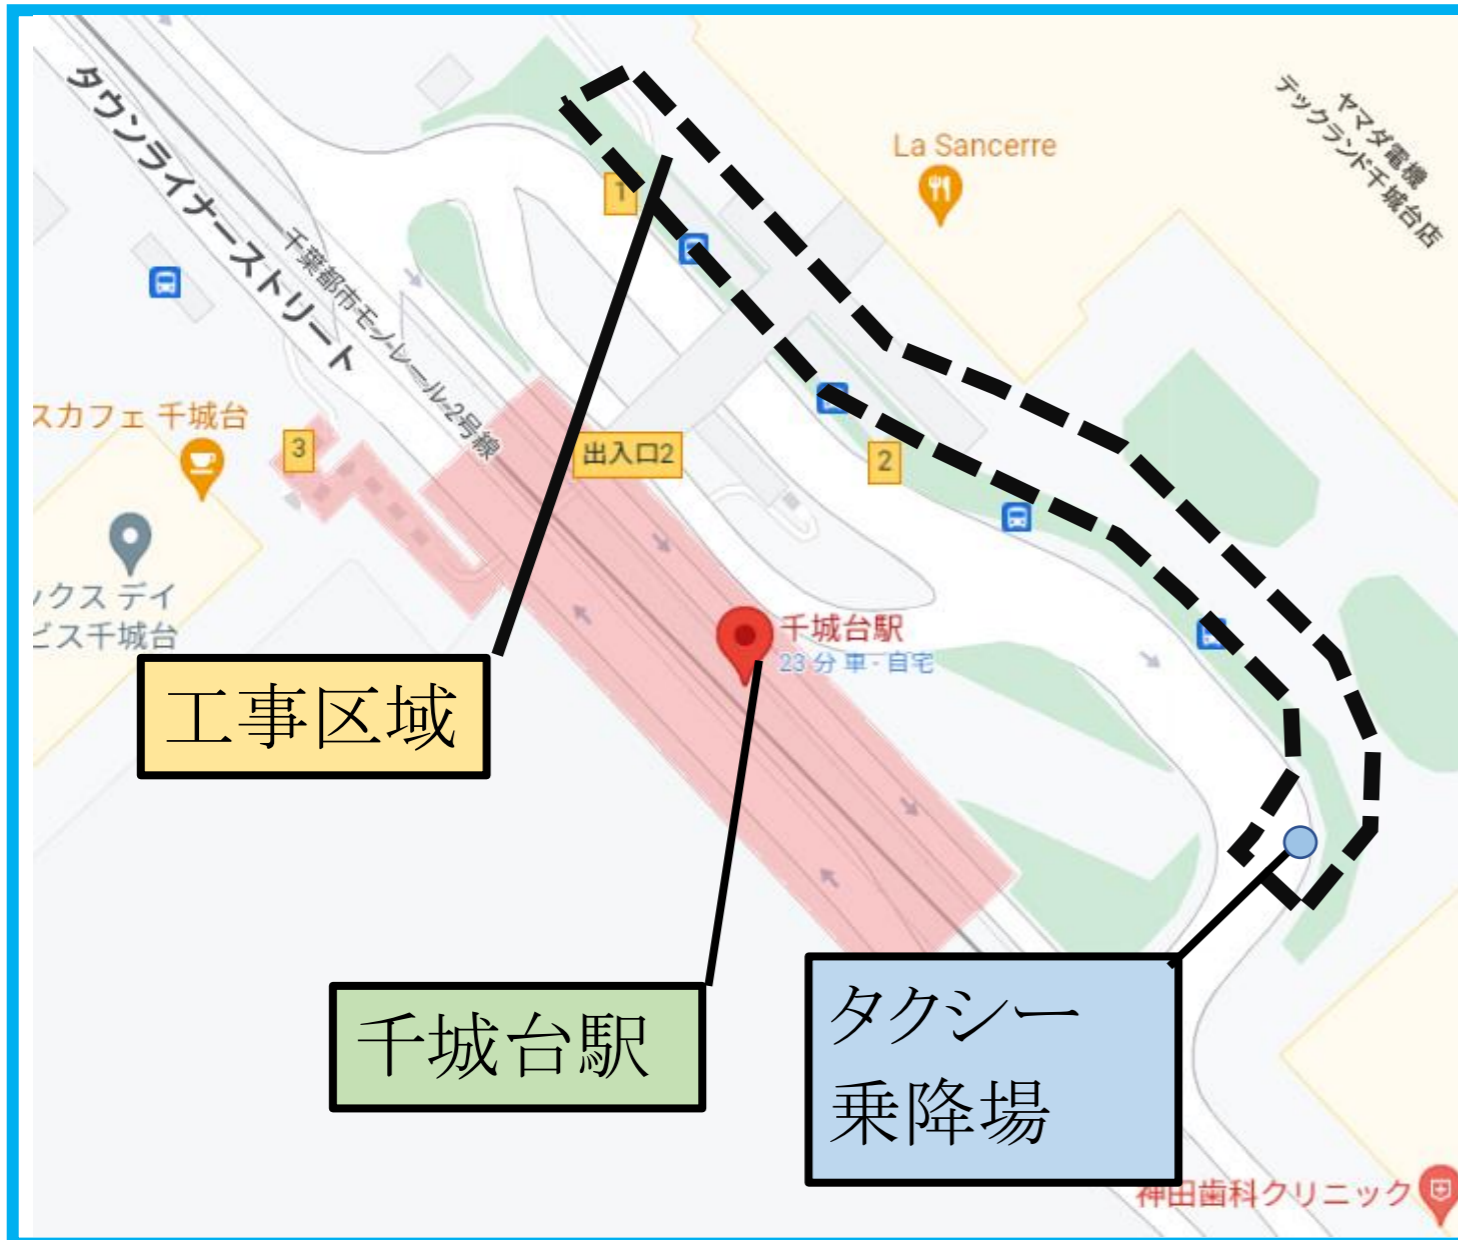 タウンライナーストリート
千葉都市モノレール2号線
La Sancerre
ヤマダ電機
テックランド千城台店
1
スカフェ 千城台
3
出入口2
2
ックス デイ
ビス千城台
千城台駅
23 分 車 - 自宅
工事区域
千城台駅
タクシー
乗降場
神田歯科クリニック